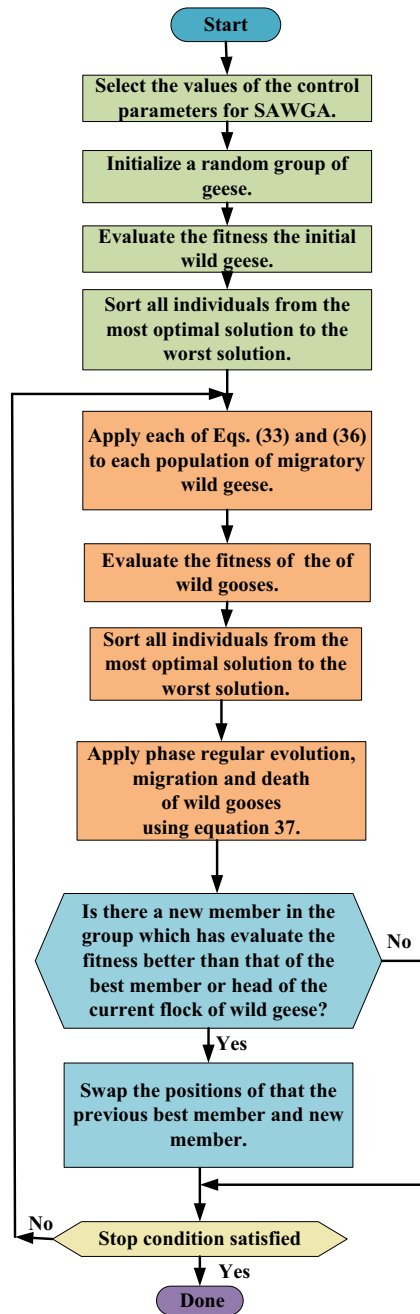 Start
Select the values of the control
parameters for SAWGA.
Initialize a random group of
geese.
Evaluate the fitness the initial
wild geese.
Sort all individuals from the
most optimal solution to the
worst solution.
Apply each of Eqs. (33) and (36)
to each population of migratory
wild geese.
Evaluate the fitness of the of
wild gooses.
Sort all individuals from the
most optimal solution to the
worst solution.
Apply phase regular evolution,
migration and death
of wild gooses
using equation 37.
Is there a new member in the
group which has evaluate the
fitness better than that of the
best member or head of the
current flock of wild geese?
No
Yes
Swap the positions of that the
previous best member and new
member.
No
Stop condition satisfied
Yes
Done